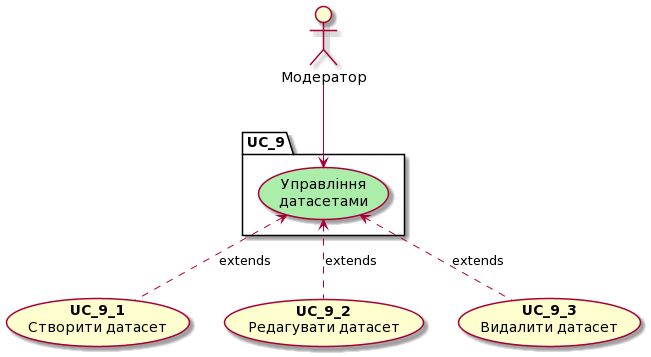 Модератор
UC_9
Управління
датасетами
extends
extends
extends
UC_9_1
Створити датасет
UC_9_2
Редагувати датасет
UC_9_3
Видалити датасет